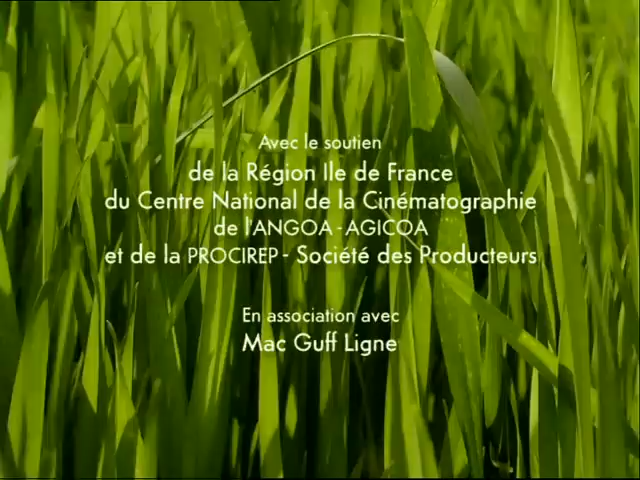 Avec le soutien
de la Région Ile de France
du Centre National de la Cinématographie
de l'ANGOA - AGICOA
et de la PROCIREP - Société des Producteurs
En association avec
Mac Guff Ligne